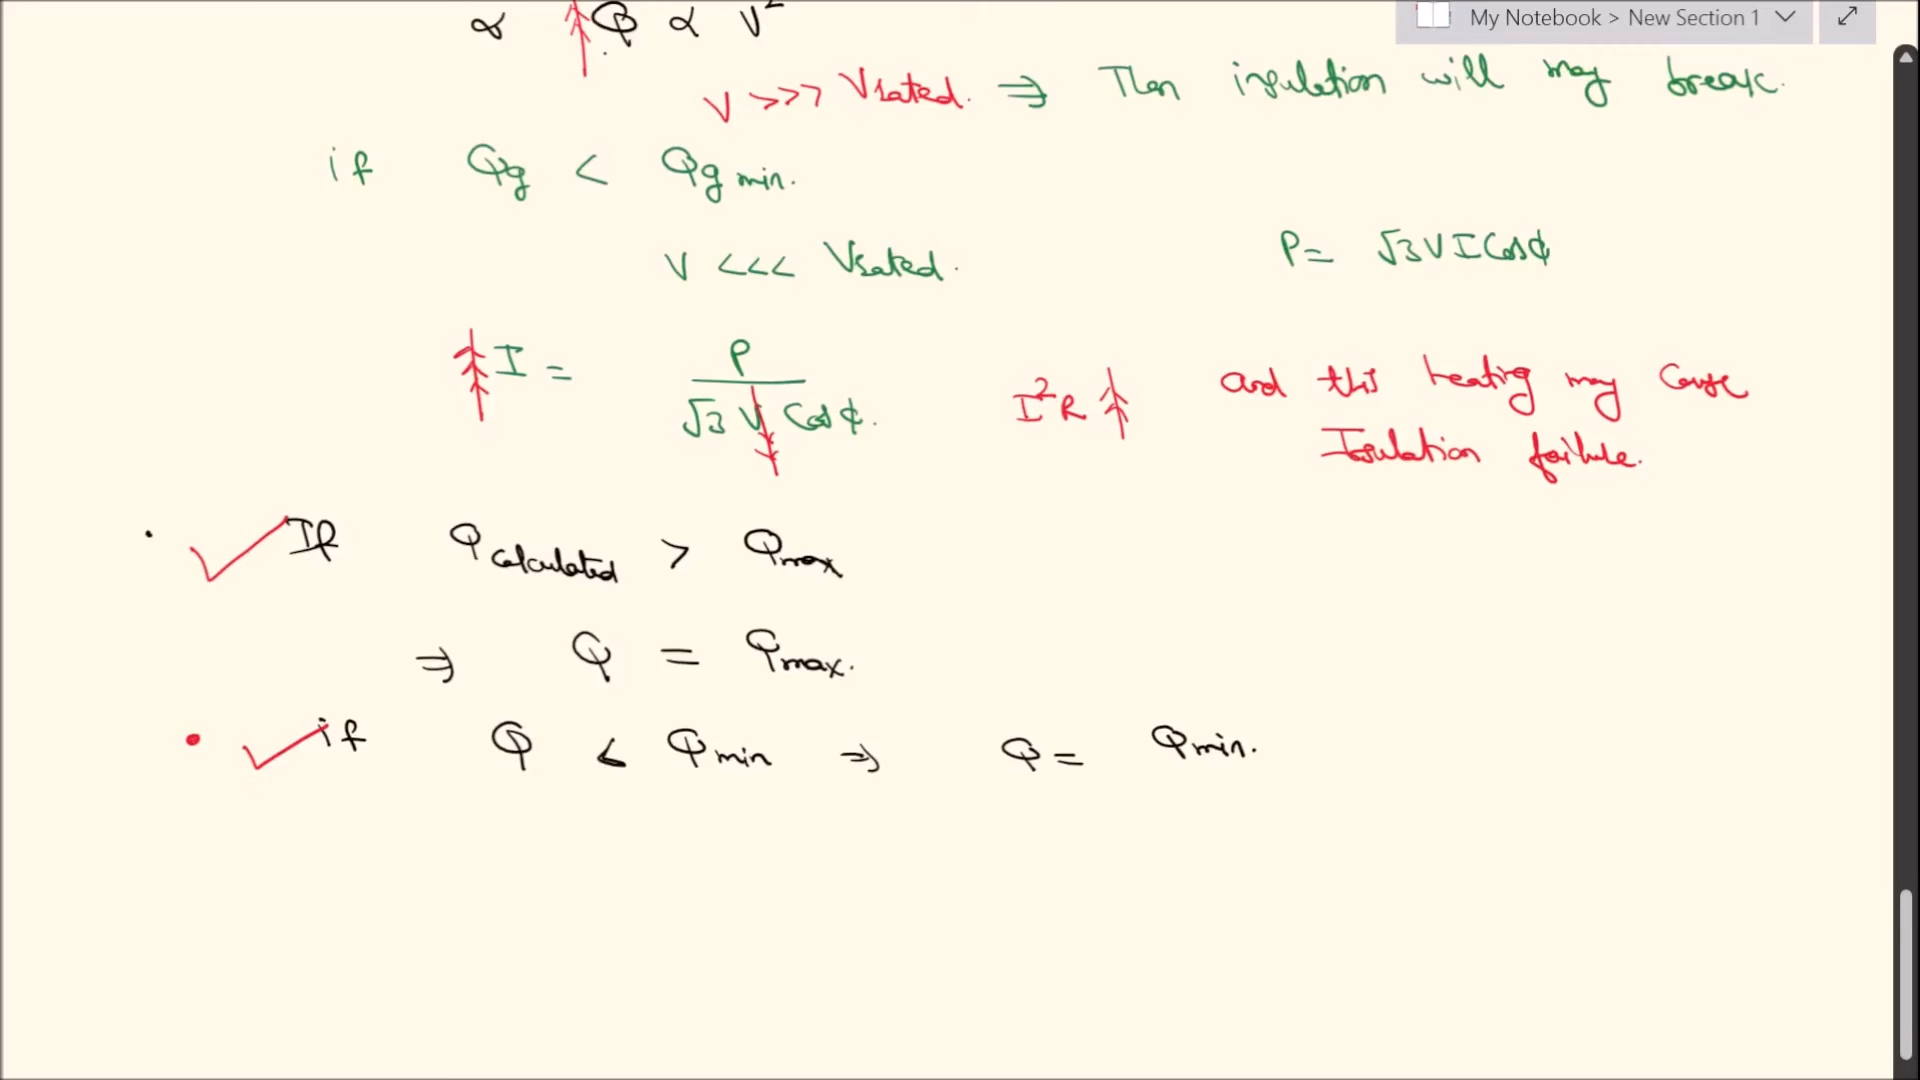 My Notebook > New Section 1
∝ Q ∝ V²
V >>> Vrated. ⇒ Then insulation will may break.
if Qg < Qg min.
V <<< Vrated. P = √3 V I Cosφ
I = P / √3 V Cosφ. I²R and this heating may cause
Insulation failure.
If Qcalculated > Qmax
⇒ Q = Qmax.
if Q < Qmin ⇒ Q = Qmin.